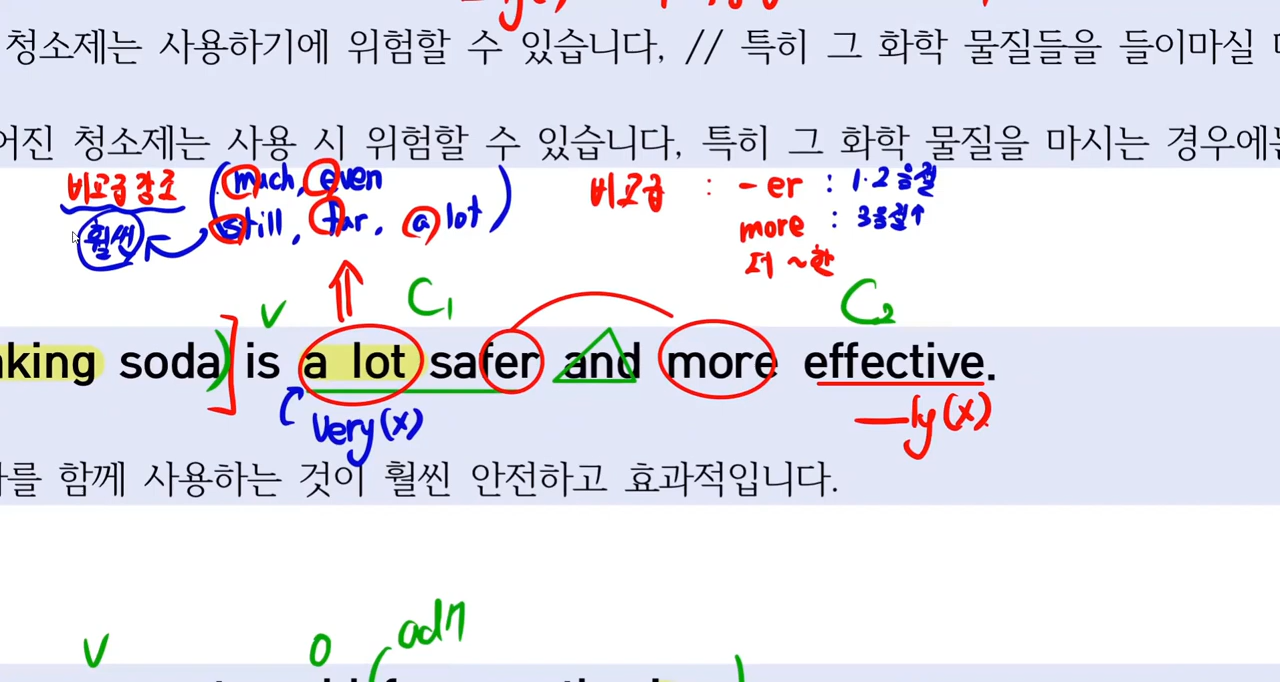 청소제는 사용하기에 위험할 수 있습니다, // 특히 그 화학 물질들을 들이마실
어진 청소제는 사용 시 위험할 수 있습니다, 특히 그 화학 물질을 마시는 경우에는
비교급 강조 (much, even 비교급 : -er : 1·2음절
훨씬 still, far, a lot) more : 3음절↑
더 ~한
V C1 C2
aking soda) ] is a lot safer and more effective.
very(x) —ly(x)
를 함께 사용하는 것이 훨씬 안전하고 효과적입니다.
V O (